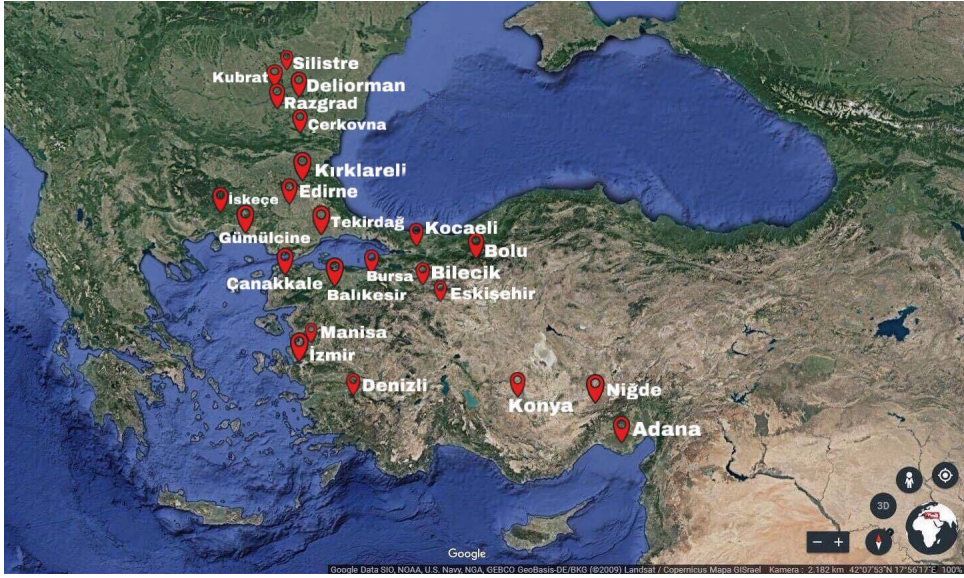 Silistre
Kubrat
Deliorman
Razgrad
Çerkovna
Kırklareli
Edirne
İskeçe
Tekirdağ
Gümülcine
Kocaeli
Bolu
Çanakkale
Bursa
Bilecik
Balıkesir
Eskişehir
Manisa
İzmir
Denizli
Konya
Niğde
Adana
3D
− +
Google
Google Data SIO, NOAA, U.S. Navy, NGA, GEBCO GeoBasis-DE/BKG (©2009) Landsat / Copernicus Mapa GISrael Kamera : 2.182 km 42°07'53"N 17°56'17"E 100%